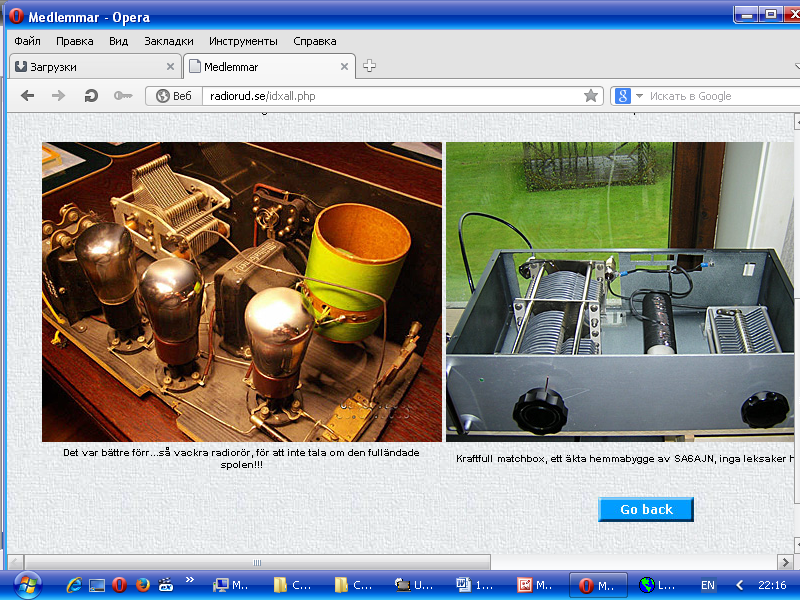 Medlemmar - Opera
Файл Правка Вид Закладки Инструменты Справка
Загрузки Medlemmar
Веб radiorud.se/idxall.php Искать в Google
Det var bättre förr...så vackra radiorör, för att inte tala om den fulländade
spolen!!!
Kraftfull matchbox, ett äkta hemmabygge av SA6AJN, inga leksaker h
Go back
M.. C... C... U... 1... M.. M.. L... EN 22:16